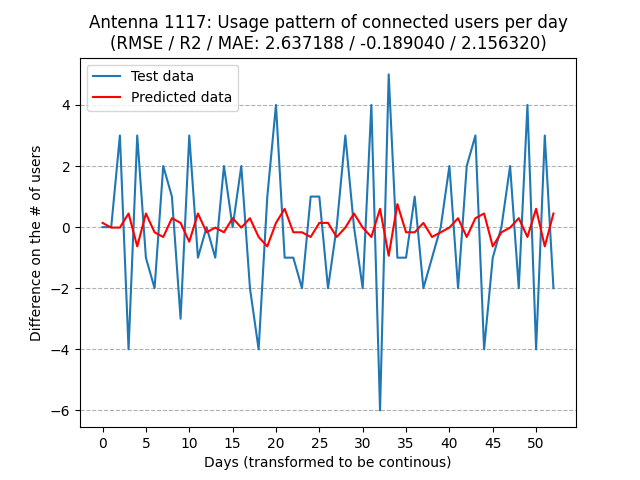 Antenna 1117: Usage pattern of connected users per day
(RMSE / R2 / MAE: 2.637188 / -0.189040 / 2.156320)
Test data
Predicted data
Difference on the # of users
4
2
0
−2
−4
−6
0 5 10 15 20 25 30 35 40 45 50
Days (transformed to be continous)